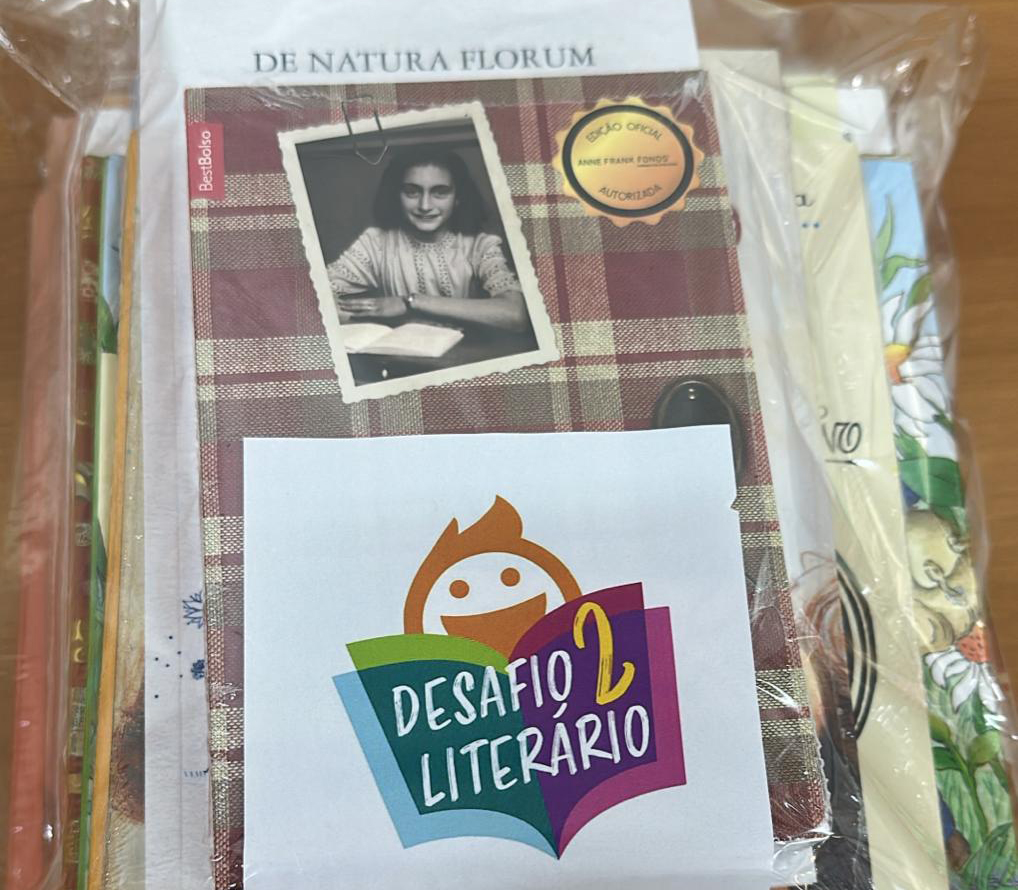 DE NATURA FLORUM
BestBolso
EDIÇÃO OFICIAL
ANNE FRANK FONDS
AUTORIZADA
DESAFIO 2
LITERÁRIO